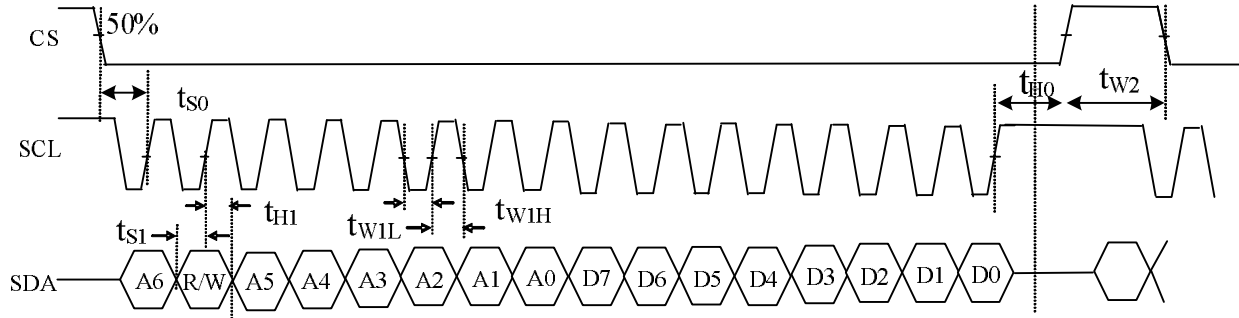 CS
50%
tS0
tH0
tW2
SCL
tS1
tH1
tW1L
tW1H
SDA
A6 R/W A5 A4 A3 A2 A1 A0 D7 D6 D5 D4 D3 D2 D1 D0